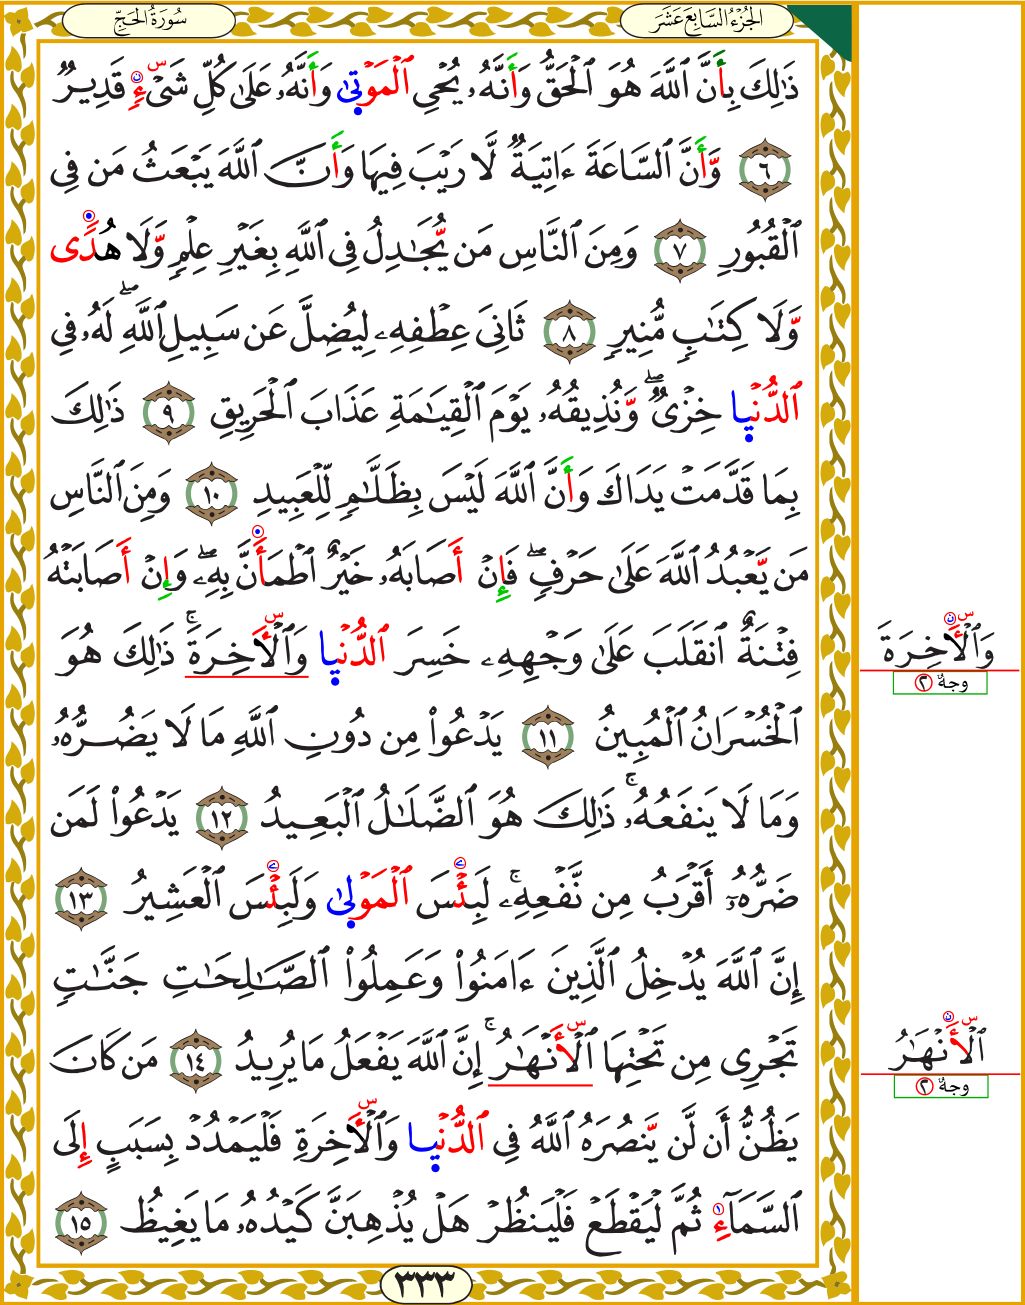 الجُزْءُ السَّابِعَ عَشَرَ
سُورَةُ الحَجِّ
ذَٰلِكَ بِأَنَّ ٱللَّهَ هُوَ ٱلْحَقُّ وَأَنَّهُۥ يُحْىِ ٱلْمَوْتَىٰ وَأَنَّهُۥ عَلَىٰ كُلِّ شَىْءٍ قَدِيرٌ
٦ وَأَنَّ ٱلسَّاعَةَ ءَاتِيَةٌ لَّا رَيْبَ فِيهَا وَأَنَّ ٱللَّهَ يَبْعَثُ مَن فِى
ٱلْقُبُورِ ٧ وَمِنَ ٱلنَّاسِ مَن يُّجَٰدِلُ فِى ٱللَّهِ بِغَيْرِ عِلْمٍ وَّلَا هُدًى
وَّلَا كِتَٰبٍ مُّنِيرٍ ٨ ثَانِىَ عِطْفِهِۦ لِيُضِلَّ عَن سَبِيلِ ٱللَّهِۖ لَهُۥ فِى
ٱلدُّنْيَا خِزْىٌۖ وَّنُذِيقُهُۥ يَوْمَ ٱلْقِيَٰمَةِ عَذَابَ ٱلْحَرِيقِ ٩ ذَٰلِكَ
بِمَا قَدَّمَتْ يَدَاكَ وَأَنَّ ٱللَّهَ لَيْسَ بِظَلَّٰمٍ لِّلْعَبِيدِ ١٠ وَمِنَ ٱلنَّاسِ
مَن يَّعْبُدُ ٱللَّهَ عَلَىٰ حَرْفٍۖ فَإِنْ أَصَابَهُۥ خَيْرٌ ٱطْمَأَنَّ بِهِۦۖ وَإِنْ أَصَابَتْهُ
فِتْنَةٌ ٱنقَلَبَ عَلَىٰ وَجْهِهِۦ خَسِرَ ٱلدُّنْيَا وَٱلْأَخِرَةَۚ ذَٰلِكَ هُوَ
ٱلْخُسْرَانُ ٱلْمُبِينُ ١١ يَدْعُوا۟ مِن دُونِ ٱللَّهِ مَا لَا يَضُرُّهُۥ
وَمَا لَا يَنفَعُهُۥۚ ذَٰلِكَ هُوَ ٱلضَّلَٰلُ ٱلْبَعِيدُ ١٢ يَدْعُوا۟ لَمَن
ضَرُّهُۥٓ أَقْرَبُ مِن نَّفْعِهِۦۚ لَبِئْسَ ٱلْمَوْلَىٰ وَلَبِئْسَ ٱلْعَشِيرُ ١٣
إِنَّ ٱللَّهَ يُدْخِلُ ٱلَّذِينَ ءَامَنُوا۟ وَعَمِلُوا۟ ٱلصَّٰلِحَٰتِ جَنَّٰتٍ
تَجْرِى مِن تَحْتِهَا ٱلْأَنْهَٰرُۚ إِنَّ ٱللَّهَ يَفْعَلُ مَا يُرِيدُ ١٤ مَن كَانَ
يَظُنُّ أَن لَّن يَّنصُرَهُ ٱللَّهُ فِى ٱلدُّنْيَا وَٱلْأَخِرَةِ فَلْيَمْدُدْ بِسَبَبٍ إِلَى
ٱلسَّمَآءِ ثُمَّ لْيَقْطَعْ فَلْيَنظُرْ هَلْ يُذْهِبَنَّ كَيْدُهُۥ مَا يَغِيظُ ١٥
٣٣٣
وَٱلْأَخِرَةَ
وجهٌ ٢
ٱلْأَنْهَٰرُ
وجهٌ ٢